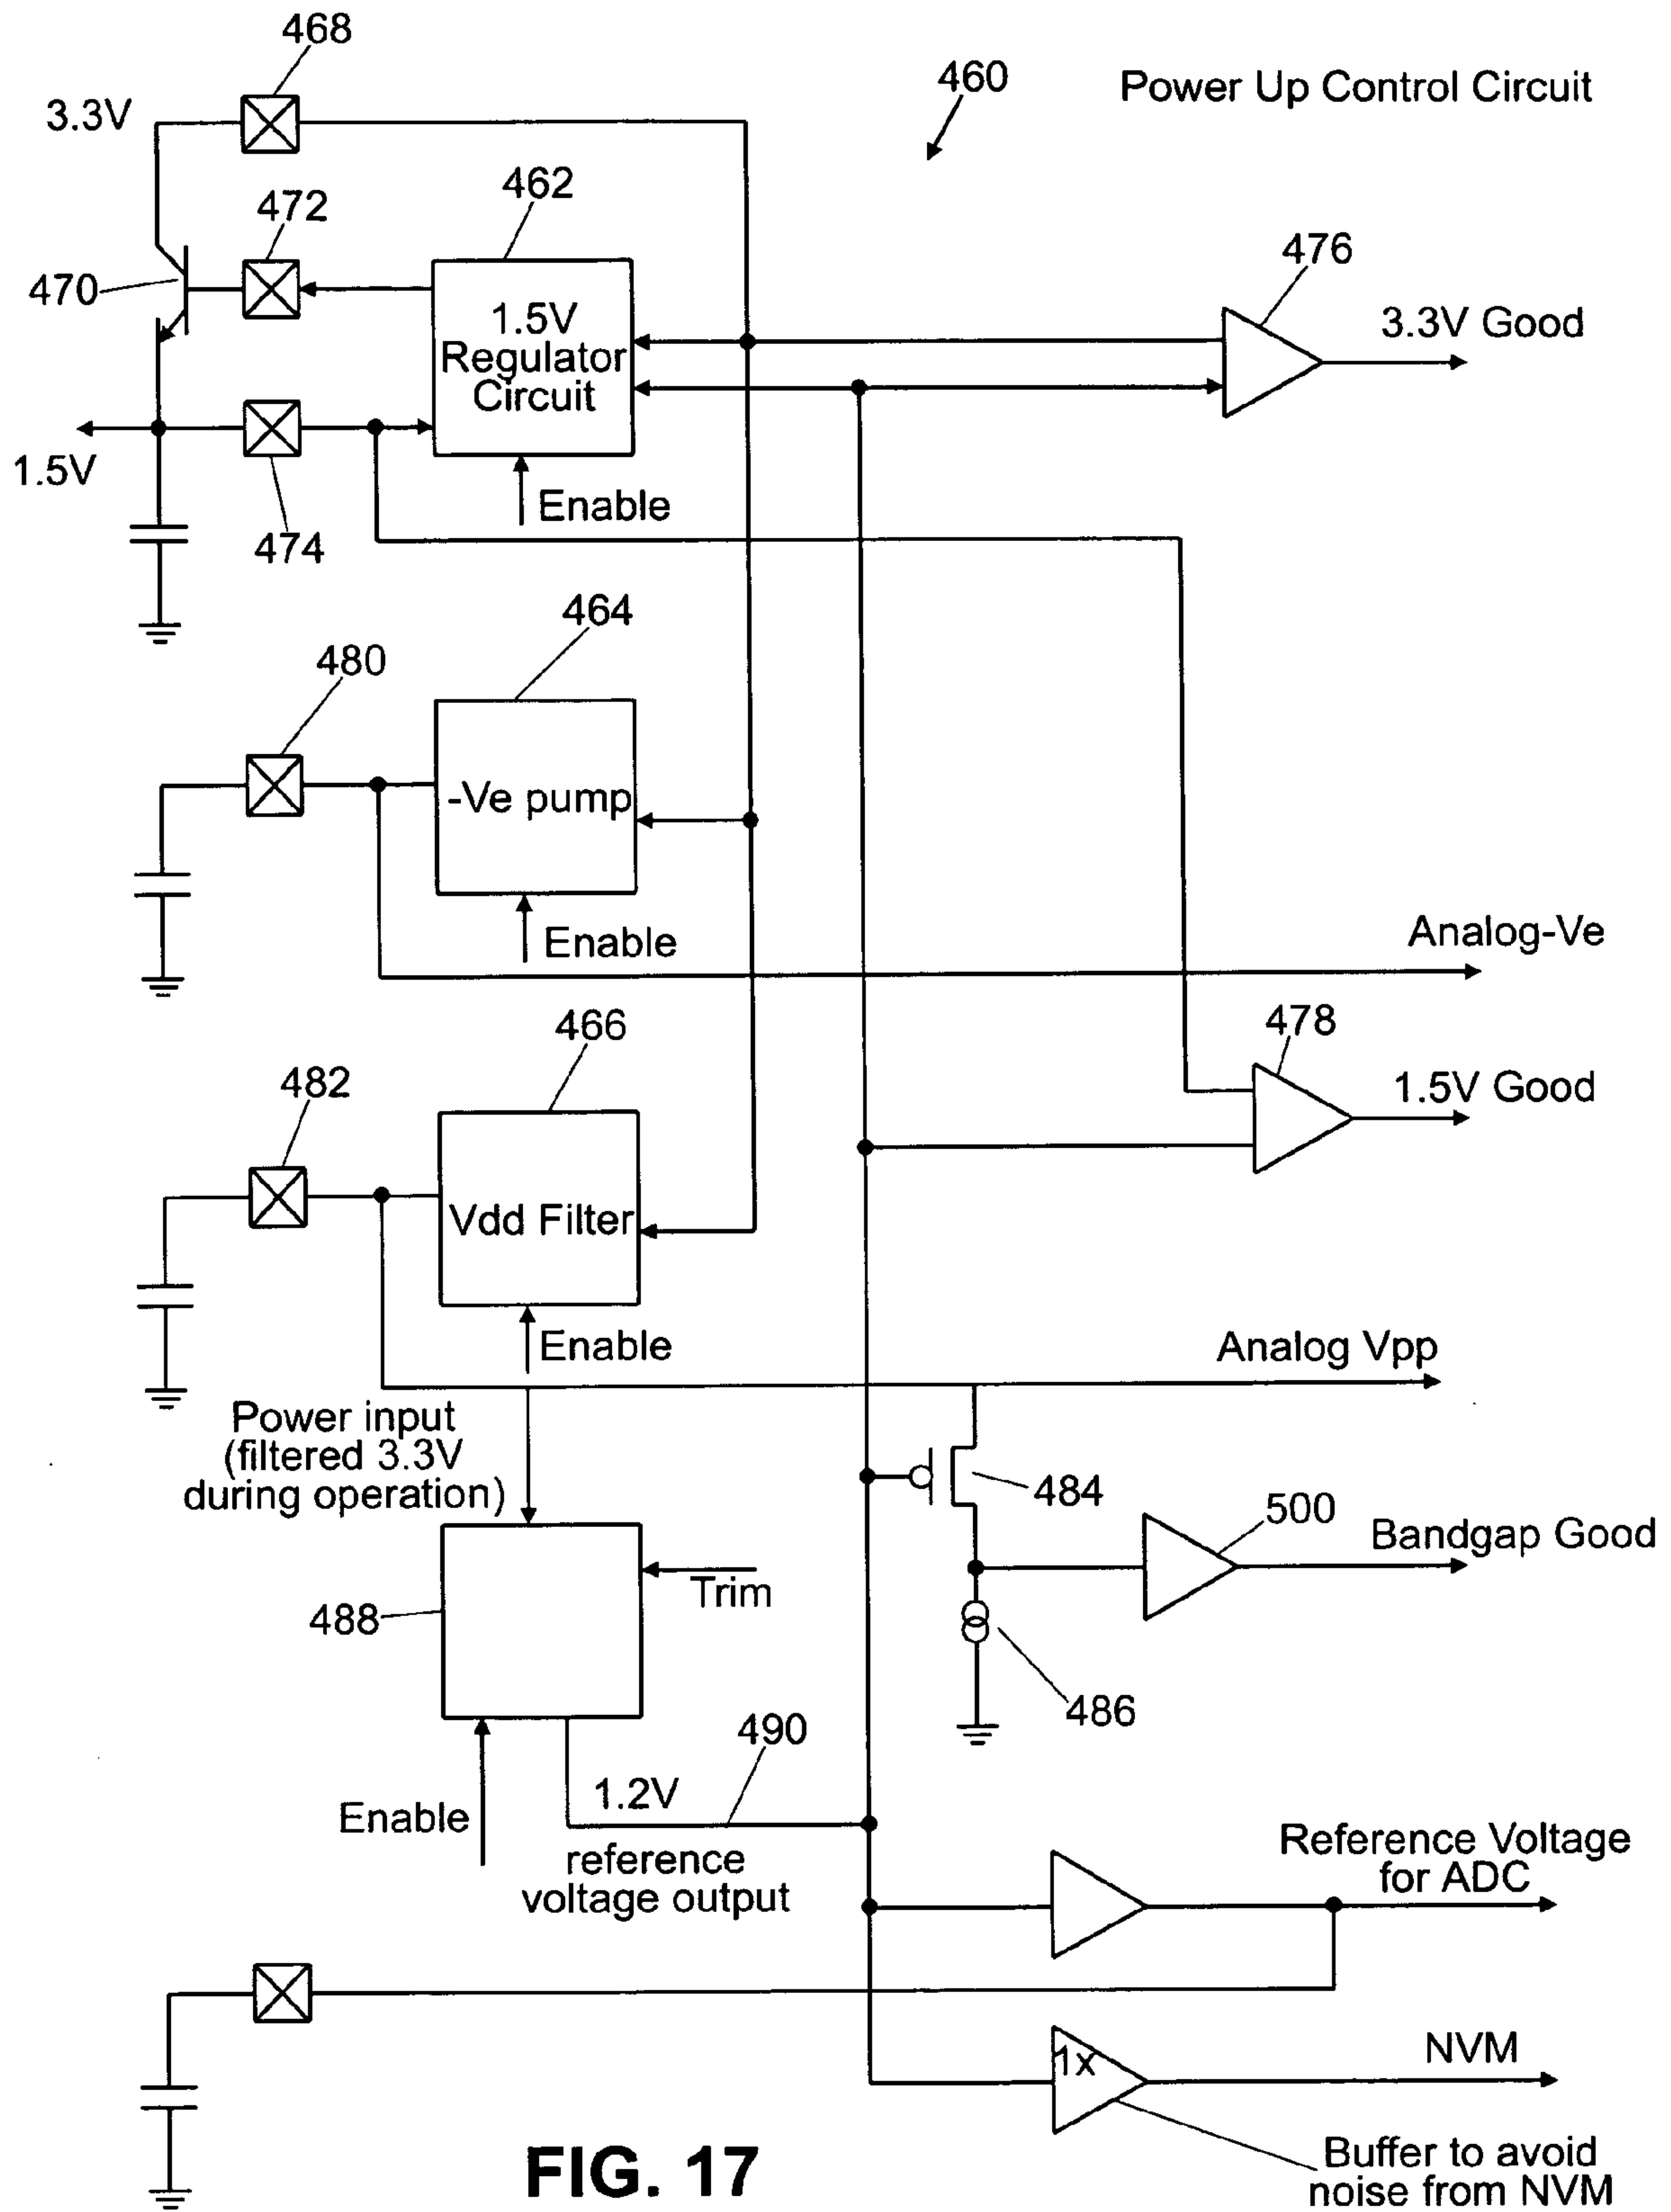 468
460
Power Up Control Circuit
3.3V
462
472
476
470
1.5V
Regulator
Circuit
3.3V Good
1.5V
Enable
474
464
480
-Ve pump
Enable
Analog-Ve
466
478
482
1.5V Good
Vdd Filter
Enable
Analog Vpp
Power input
(filtered 3.3V
during operation)
484
500
Bandgap Good
Trim
488
486
490
1.2V
Enable
reference
voltage output
Reference Voltage
for ADC
1x
NVM
Buffer to avoid
noise from NVM
FIG. 17